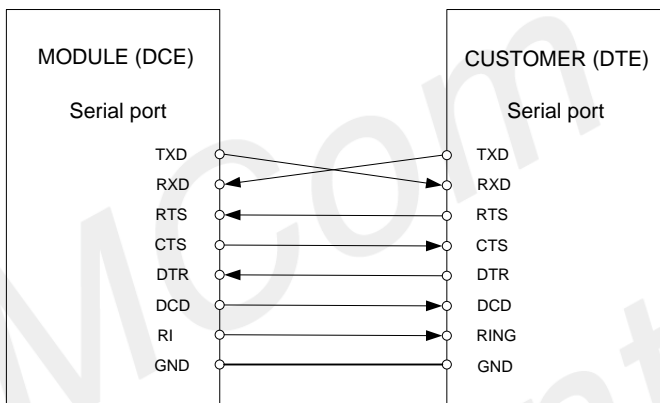 MODULE (DCE)
CUSTOMER (DTE)
Serial port
Serial port
TXD
TXD
RXD
RXD
RTS
RTS
CTS
CTS
DTR
DTR
DCD
DCD
RI
RING
GND
GND
MCom